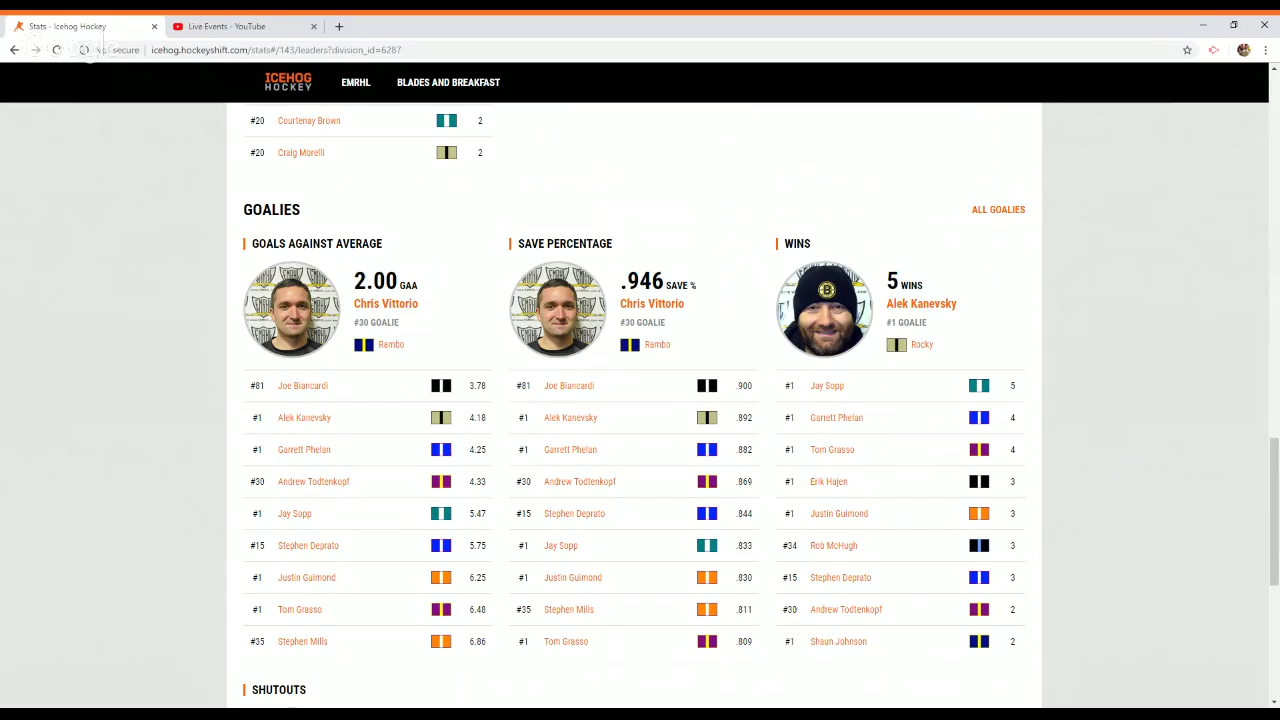 Stats - Icehog Hockey
Live Events - YouTube
secure
icehog.hockeyshift.com/stats#/143/leaders?division_id=6287
ICEHOG
HOCKEY
EMRHL
BLADES AND BREAKFAST
#20 Courtenay Brown 2
#20 Craig Morelli 2
GOALIES
ALL GOALIES
GOALS AGAINST AVERAGE
2.00 GAA
Chris Vittorio
#30 GOALIE
Rambo
#81 Joe Biancardi 3.78
#1 Alek Kanevsky 4.18
#1 Garrett Phelan 4.25
#30 Andrew Todtenkopf 4.33
#1 Jay Sopp 5.47
#15 Stephen Deprato 5.75
#1 Justin Guimond 6.25
#1 Tom Grasso 6.48
#35 Stephen Mills 6.86
SAVE PERCENTAGE
.946 SAVE %
Chris Vittorio
#30 GOALIE
Rambo
#81 Joe Biancardi .900
#1 Alek Kanevsky .892
#1 Garrett Phelan .882
#30 Andrew Todtenkopf .869
#15 Stephen Deprato .844
#1 Jay Sopp .833
#1 Justin Guimond .830
#35 Stephen Mills .811
#1 Tom Grasso .809
WINS
5 WINS
Alek Kanevsky
#1 GOALIE
Rocky
#1 Jay Sopp 5
#1 Garrett Phelan 4
#1 Tom Grasso 4
#1 Erik Hajen 3
#1 Justin Guimond 3
#34 Rob McHugh 3
#15 Stephen Deprato 3
#30 Andrew Todtenkopf 2
#1 Shaun Johnson 2
SHUTOUTS